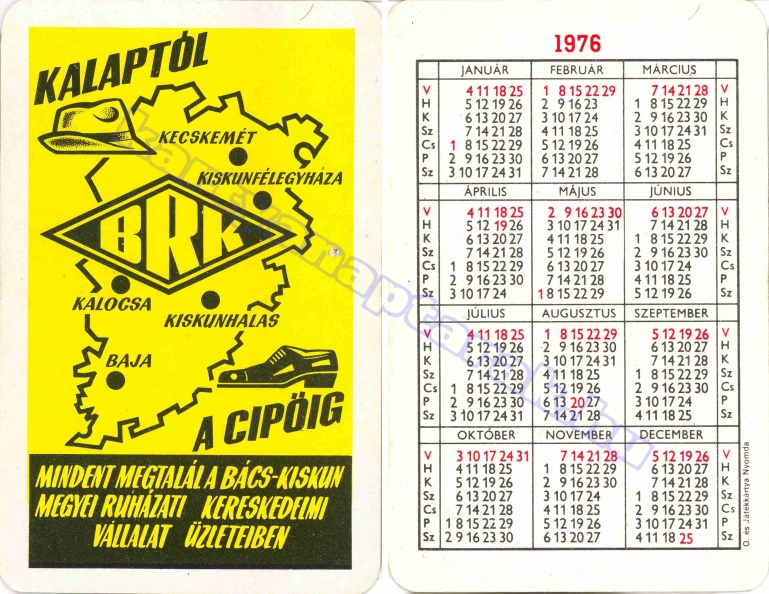 KALAPTÓL
KECSKEMÉT
KISKUNFÉLEGYHÁZA
BRK
KALOCSA
KISKUNHALAS
BAJA
A CIPÖIG
MINDENT MEGTALÁL A BÁCS-KISKUN
MEGYEI RUHÁZATI KERESKEDELMI
VÁLLALAT ÜZLETEIBEN
kartyanaptarok.hu
1976
JANUÁR FEBRUÁR MÁRCIUS
V 4 11 18 25 1 8 15 22 29 7 14 21 28 V
H 5 12 19 26 2 9 16 23 1 8 15 22 29 H
K 6 13 20 27 3 10 17 24 2 9 16 23 30 K
Sz 7 14 21 28 4 11 18 25 3 10 17 24 31 Sz
Cs 1 8 15 22 29 5 12 19 26 4 11 18 25 Cs
P 2 9 16 23 30 6 13 20 27 5 12 19 26 P
Sz 3 10 17 24 31 7 14 21 28 6 13 20 27 Sz
ÁPRILIS MÁJUS JÚNIUS
V 4 11 18 25 2 9 16 23 30 6 13 20 27 V
H 5 12 19 26 3 10 17 24 31 7 14 21 28 H
K 6 13 20 27 4 11 18 25 1 8 15 22 29 K
Sz 7 14 21 28 5 12 19 26 2 9 16 23 30 Sz
Cs 1 8 15 22 29 6 13 20 27 3 10 17 24 Cs
P 2 9 16 23 30 7 14 21 28 4 11 18 25 P
Sz 3 10 17 24 1 8 15 22 29 5 12 19 26 Sz
JÚLIUS AUGUSZTUS SZEPTEMBER
V 4 11 18 25 1 8 15 22 29 5 12 19 26 V
H 5 12 19 26 2 9 16 23 30 6 13 20 27 H
K 6 13 20 27 3 10 17 24 31 7 14 21 28 K
Sz 7 14 21 28 4 11 18 25 1 8 15 22 29 Sz
Cs 1 8 15 22 29 5 12 19 26 2 9 16 23 30 Cs
P 2 9 16 23 30 6 13 20 27 3 10 17 24 P
Sz 3 10 17 24 31 7 14 21 28 4 11 18 25 Sz
OKTÓBER NOVEMBER DECEMBER
V 3 10 17 24 31 7 14 21 28 5 12 19 26 V
H 4 11 18 25 1 8 15 22 29 6 13 20 27 H
K 5 12 19 26 2 9 16 23 30 7 14 21 28 K
Sz 6 13 20 27 3 10 17 24 1 8 15 22 29 Sz
Cs 7 14 21 28 4 11 18 25 2 9 16 23 30 Cs
P 1 8 15 22 29 5 12 19 26 3 10 17 24 31 P
Sz 2 9 16 23 30 6 13 20 27 4 11 18 25 Sz
O. és Játékkártya Nyomda